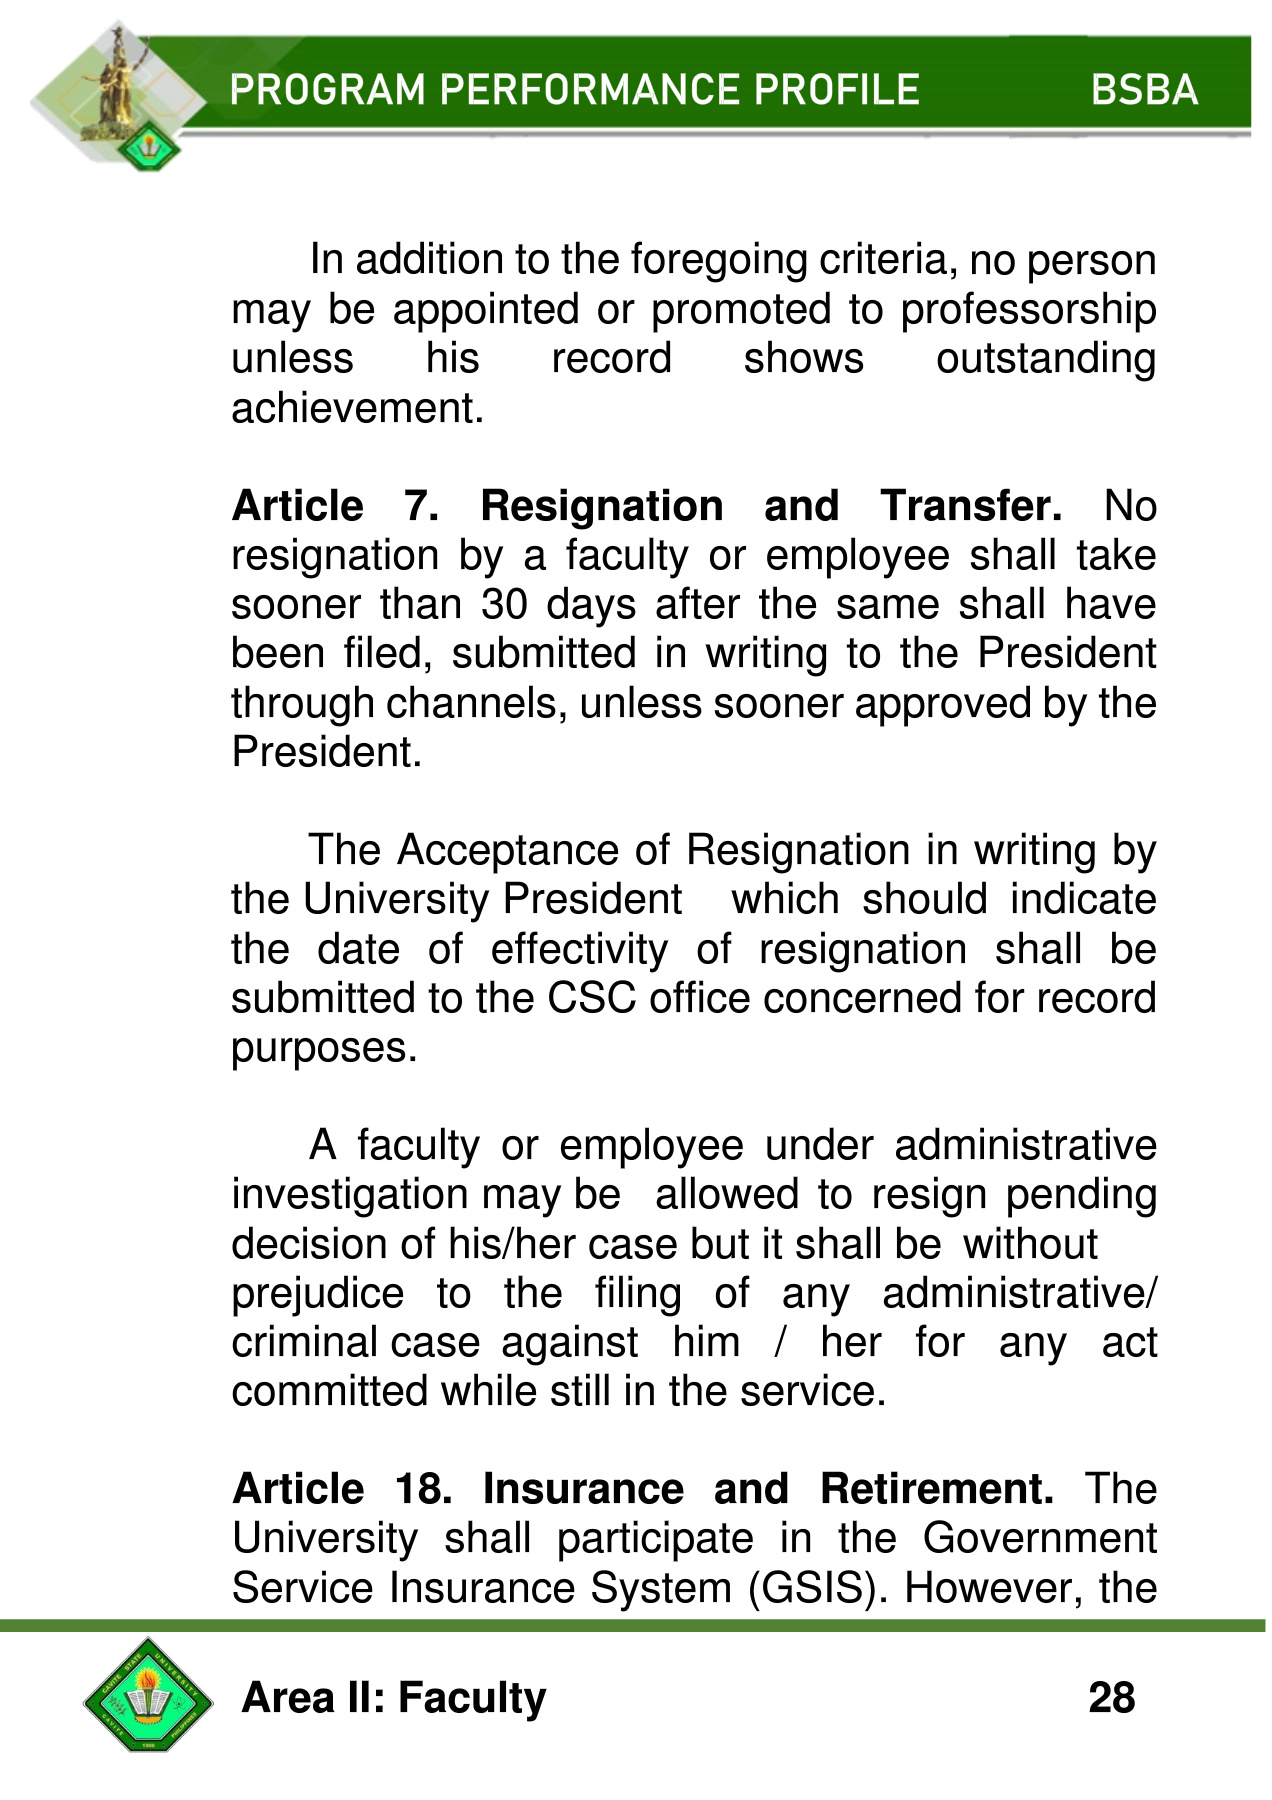 PROGRAM PERFORMANCE PROFILE BSBA
In addition to the foregoing criteria, no person
may be appointed or promoted to professorship
unless his record shows outstanding
achievement.
Article 7. Resignation and Transfer. No
resignation by a faculty or employee shall take
sooner than 30 days after the same shall have
been filed, submitted in writing to the President
through channels, unless sooner approved by the
President.
The Acceptance of Resignation in writing by
the University President which should indicate
the date of effectivity of resignation shall be
submitted to the CSC office concerned for record
purposes.
A faculty or employee under administrative
investigation may be allowed to resign pending
decision of his/her case but it shall be without
prejudice to the filing of any administrative/
criminal case against him / her for any act
committed while still in the service.
Article 18. Insurance and Retirement. The
University shall participate in the Government
Service Insurance System (GSIS). However, the
CAVITE STATE UNIVERSITY
CAVITE PHILIPPINES
1906
Area II: Faculty 28